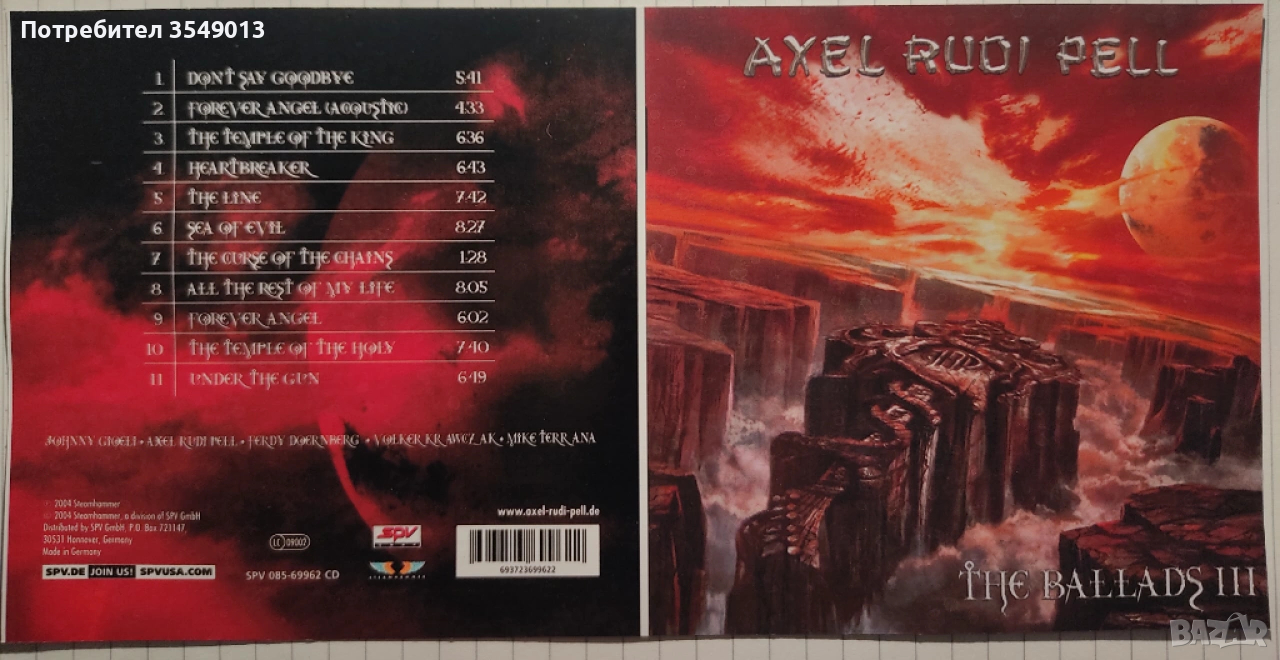 Потребител 3549013
1 DON'T SAY GOODBYE 5:41
2 FOREVER ANGEL (ACOUSTIC) 4:33
3 THE TEMPLE OF THE KING 6:36
4 HEARTBREAKER 6:43
5 THE LINE 7:42
6 SEA OF EVIL 8:27
7 THE CURSE OF THE CHAINS 1:28
8 ALL THE REST OF MY LIFE 8:05
9 FOREVER ANGEL 6:02
10 THE TEMPLE OF THE HOLY 7:40
11 UNDER THE GUN 6:19
JOHNNY GIOELI • AXEL RUDI PELL • FERDY DOERNBERG • VOLKER KRAWCZAK • MIKE TERRANA
℗ 2004 Steamhammer
© 2004 Steamhammer, a division of SPV GmbH
Distributed by SPV GmbH, P.O. Box 721147,
30531 Hannover, Germany
Made in Germany
SPV.DE JOIN US! SPVUSA.COM
LC 09002
SPV 085-69962 CD
SPV
STEAMHAMMER
www.axel-rudi-pell.de
693723699622
AXEL RUDI PELL
THE BALLADS III
BAZAR